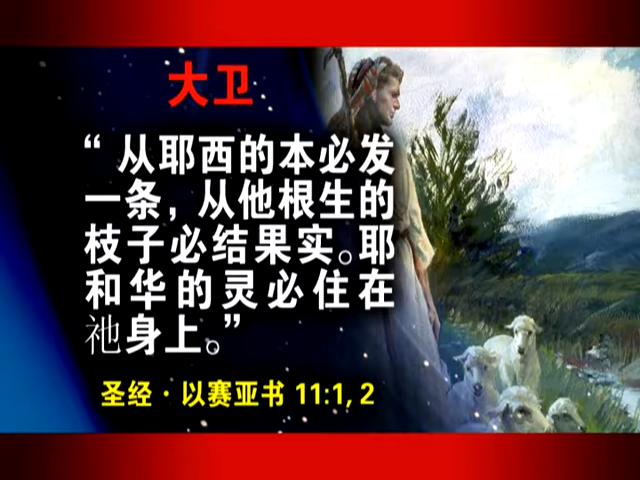 大卫
“从耶西的本必发
一条，从他根生的
枝子必结果实。耶
和华的灵必住在
祂身上。”
圣经·以赛亚书 11:1, 2